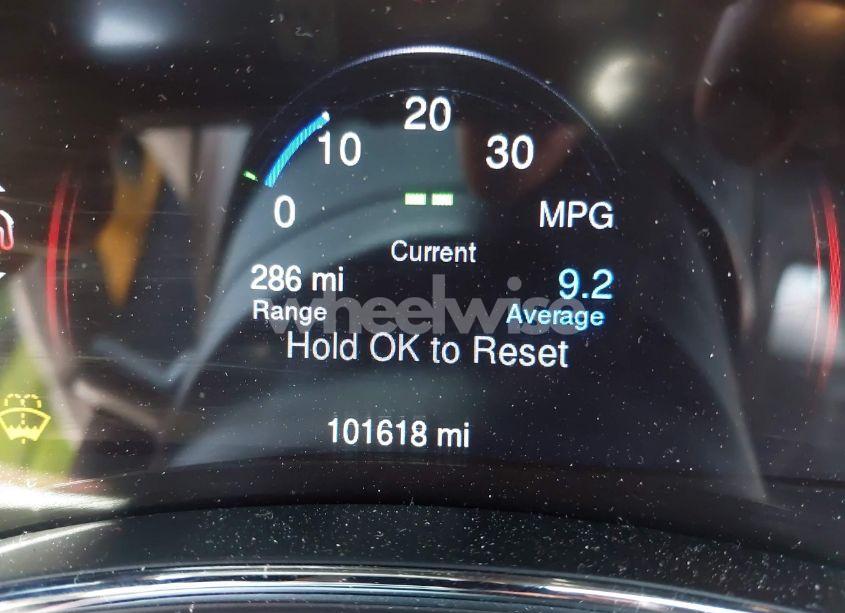 20
10
30
0
-- --
MPG
Current
286 mi
9.2
Range
Average
wheelwise
Hold OK to Reset
101618 mi